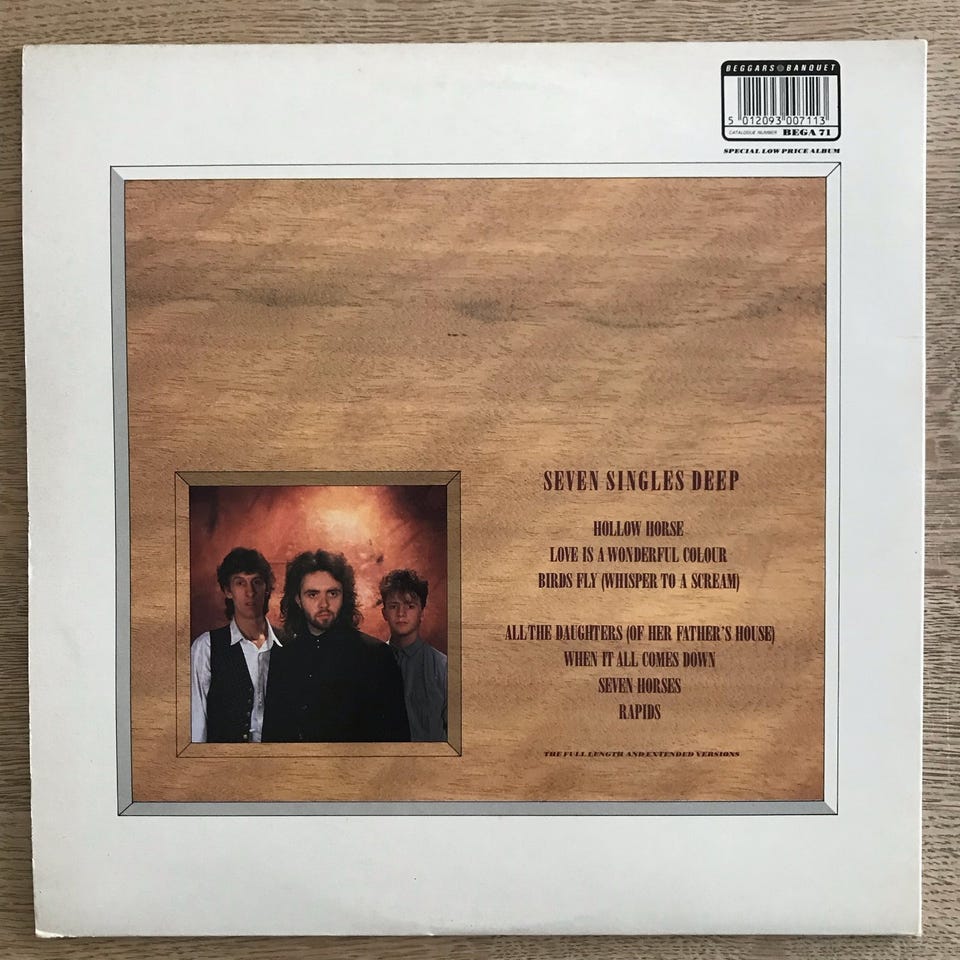 BEGGARS BANQUET
5 012093 007113
CATALOGUE NUMBER BEGA 71
SPECIAL LOW PRICE ALBUM
SEVEN SINGLES DEEP
HOLLOW HORSE
LOVE IS A WONDERFUL COLOUR
BIRDS FLY (WHISPER TO A SCREAM)
ALL THE DAUGHTERS (OF HER FATHER'S HOUSE)
WHEN IT ALL COMES DOWN
SEVEN HORSES
RAPIDS
THE FULL LENGTH AND EXTENDED VERSIONS